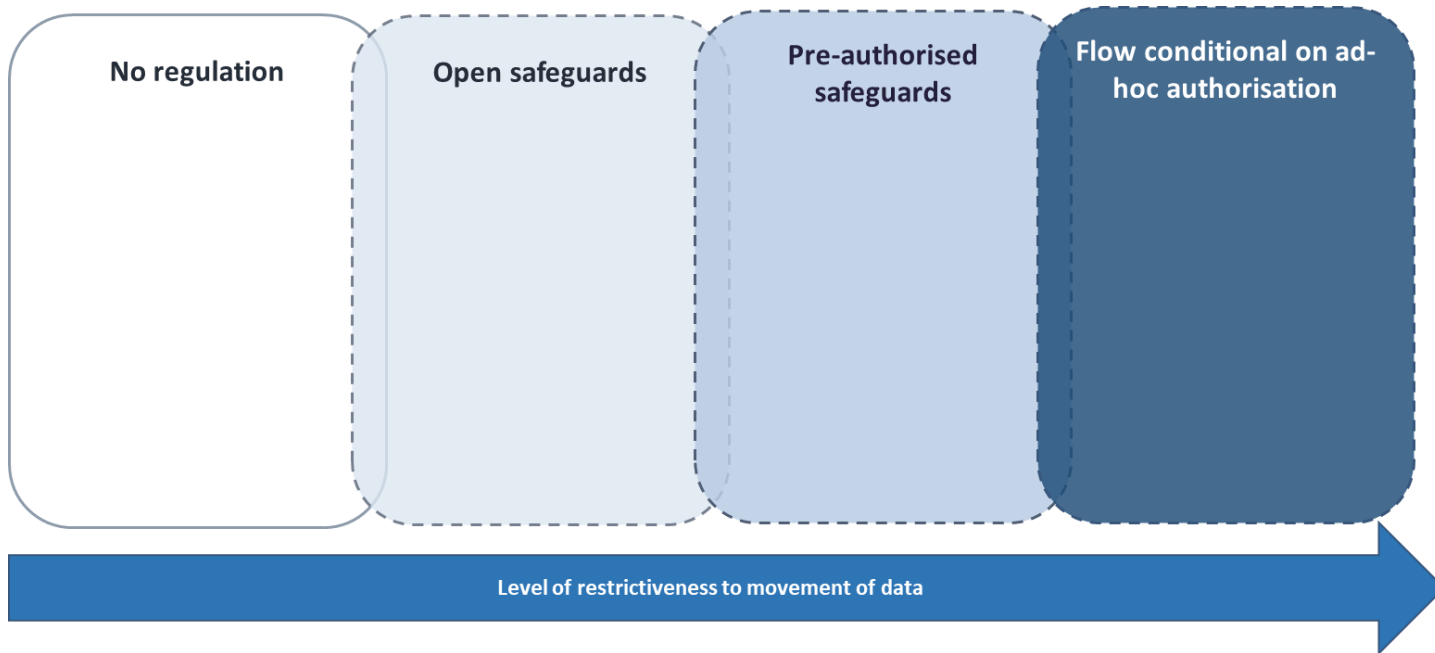 No regulation
Open safeguards
Pre-authorised
safeguards
Flow conditional on ad-
hoc authorisation
Level of restrictiveness to movement of data